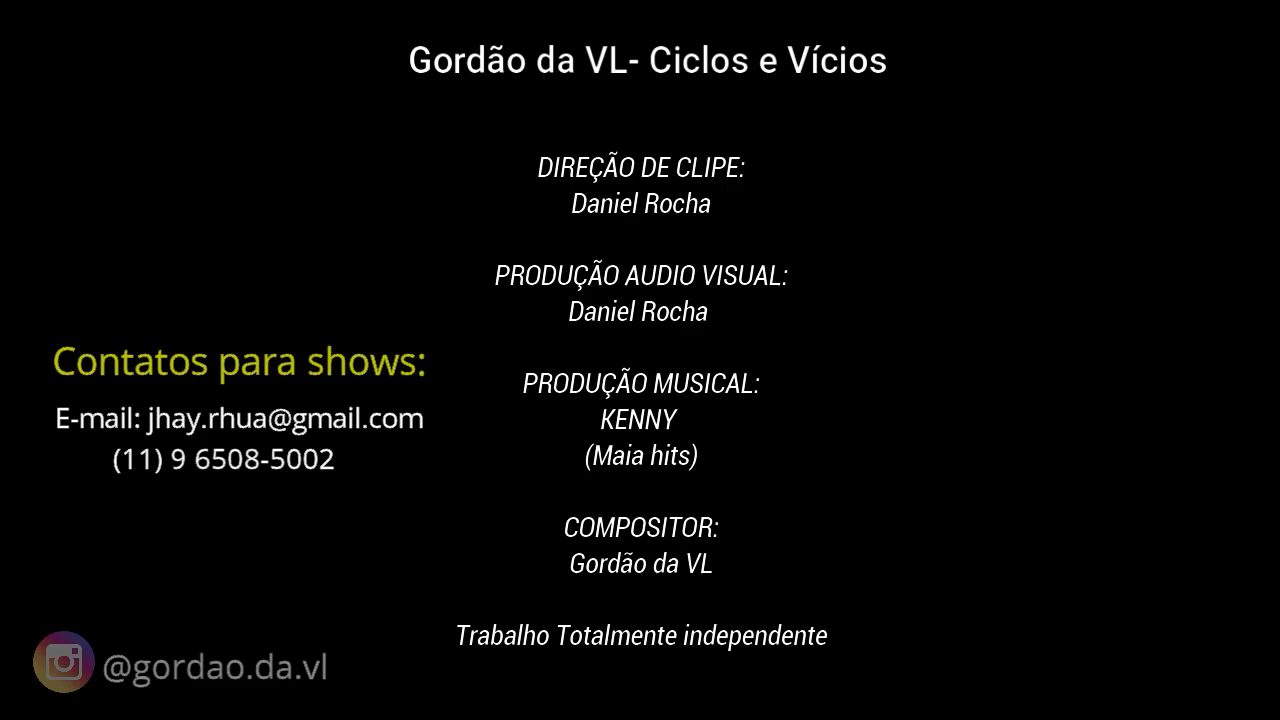 Gordão da VL- Ciclos e Vícios
DIREÇÃO DE CLIPE:
Daniel Rocha
PRODUÇÃO AUDIO VISUAL:
Daniel Rocha
PRODUÇÃO MUSICAL:
KENNY
(Maia hits)
COMPOSITOR:
Gordão da VL
Trabalho Totalmente independente
Contatos para shows:
E-mail: jhay.rhua@gmail.com
(11) 9 6508-5002
@gordao.da.vl